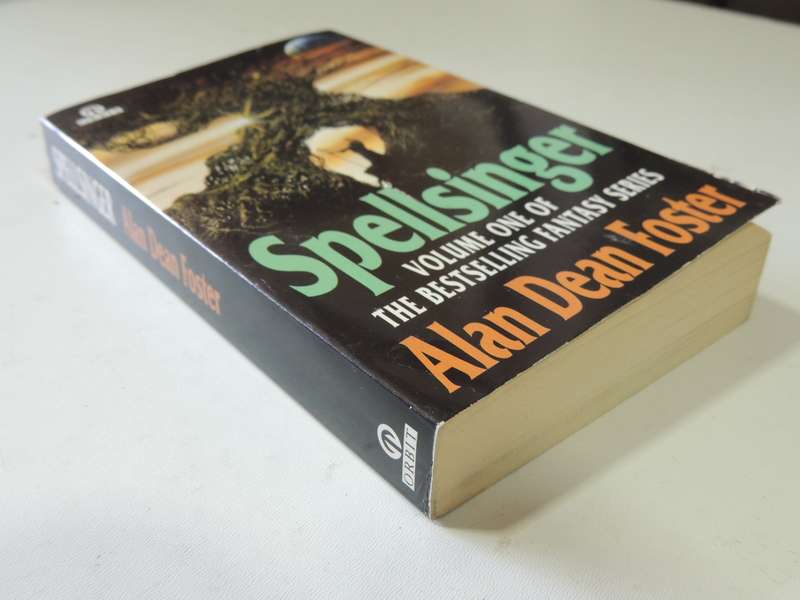 Spellsinger
VOLUME ONE OF
THE BESTSELLING FANTASY SERIES
Alan Dean Foster
SPELLSINGER
Alan Dean Foster
ORBIT